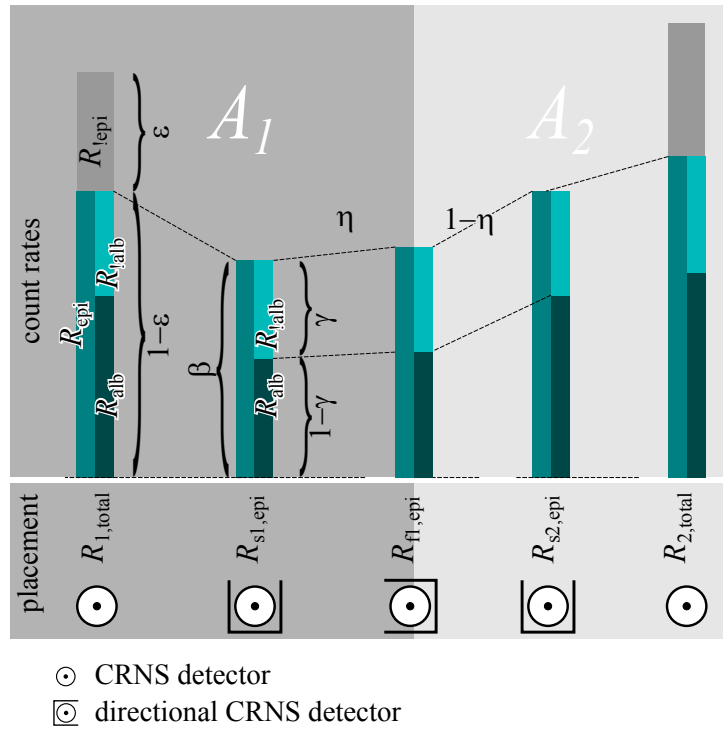 A1
A2
count rates
R!epi
ε
R!alb
Repi
Ralb
1−ε
β
R!alb
Ralb
γ
1−γ
η
1−η
placement
R1,total
Rs1,epi
Rf1,epi
Rs2,epi
R2,total
CRNS detector
directional CRNS detector